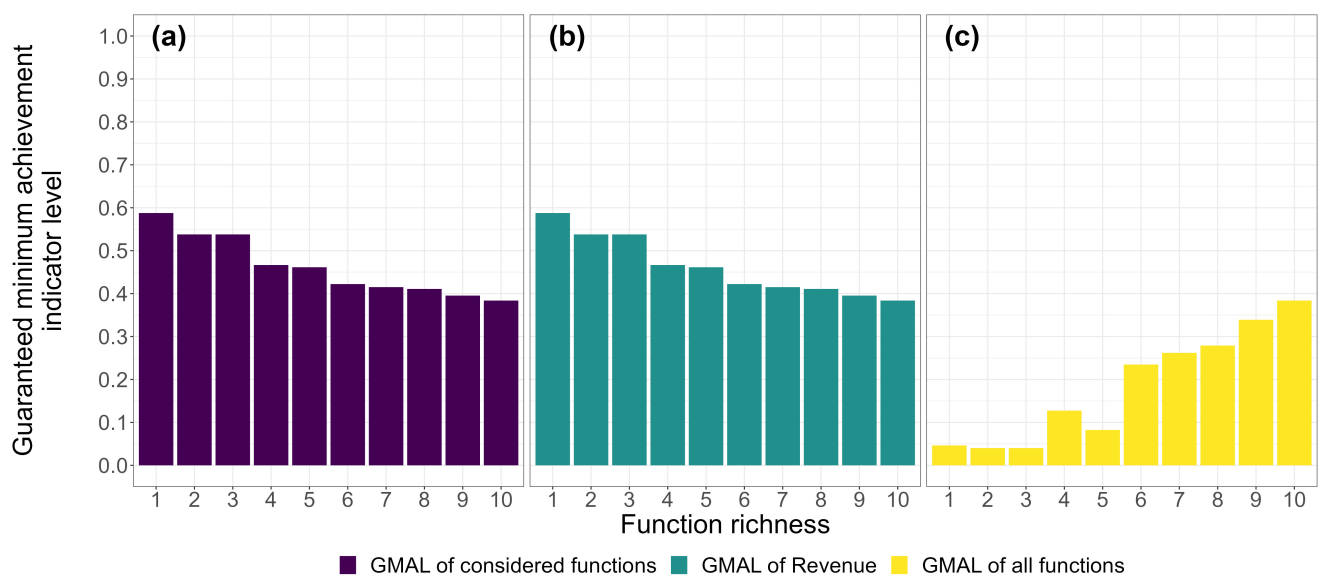 Guaranteed minimum achievement
indicator level
1.0
0.9
0.8
0.7
0.6
0.5
0.4
0.3
0.2
0.1
0.0
(a)
1 2 3 4 5 6 7 8 9 10
(b)
1 2 3 4 5 6 7 8 9 10
(c)
1 2 3 4 5 6 7 8 9 10
Function richness
GMAL of considered functions GMAL of Revenue GMAL of all functions